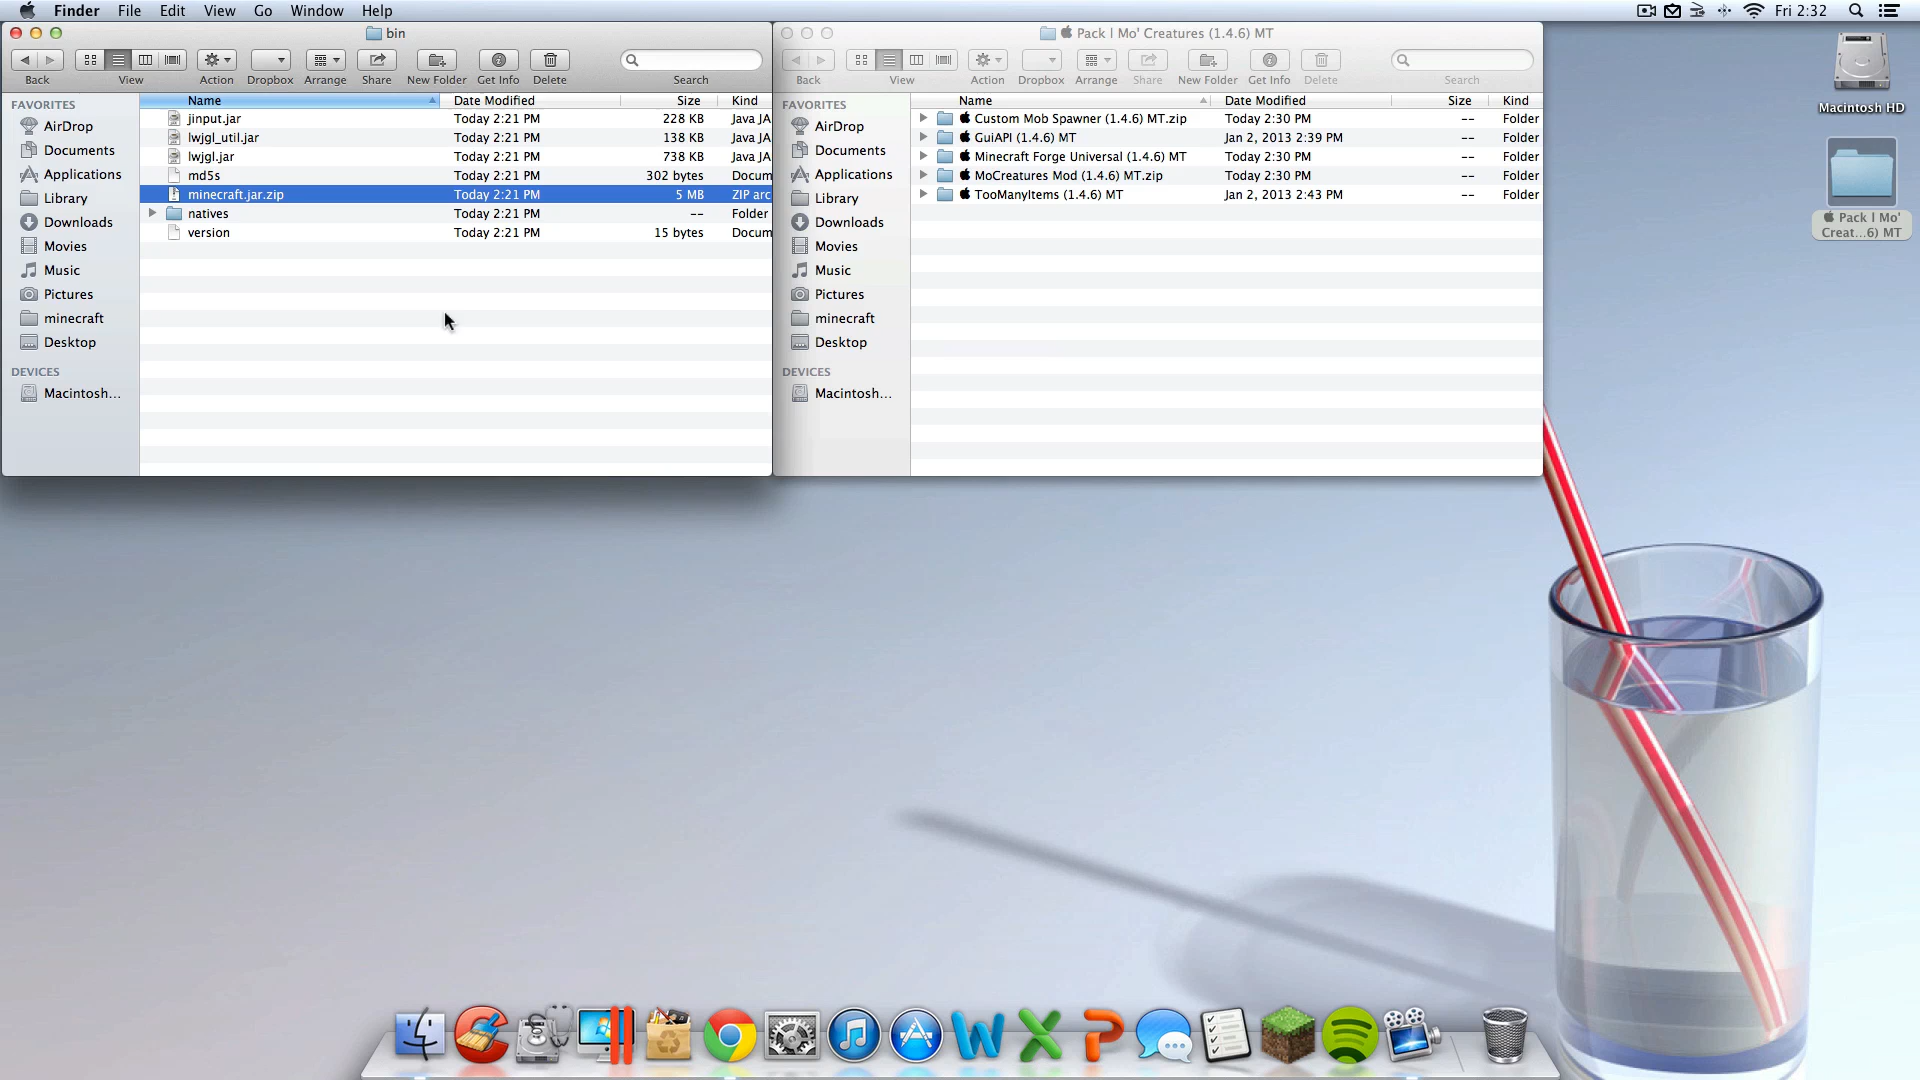 Finder File Edit View Go Window Help Fri 2:32
bin
Back View Action Dropbox Arrange Share New Folder Get Info Delete Search
FAVORITES
AirDrop
Documents
Applications
Library
Downloads
Movies
Music
Pictures
minecraft
Desktop
DEVICES
Macintosh...
Name Date Modified Size Kind
jinput.jar Today 2:21 PM 228 KB Java JA
lwjgl_util.jar Today 2:21 PM 138 KB Java JA
lwjgl.jar Today 2:21 PM 738 KB Java JA
md5s Today 2:21 PM 302 bytes Docum
minecraft.jar.zip Today 2:21 PM 5 MB ZIP arc
natives Today 2:21 PM -- Folder
version Today 2:21 PM 15 bytes Docum
Pack | Mo' Creatures (1.4.6) MT
Back View Action Dropbox Arrange Share New Folder Get Info Delete Search
FAVORITES
AirDrop
Documents
Applications
Library
Downloads
Movies
Music
Pictures
minecraft
Desktop
DEVICES
Macintosh...
Name Date Modified Size Kind
Custom Mob Spawner (1.4.6) MT.zip Today 2:30 PM -- Folder
GuiAPI (1.4.6) MT Jan 2, 2013 2:39 PM -- Folder
Minecraft Forge Universal (1.4.6) MT Today 2:30 PM -- Folder
MoCreatures Mod (1.4.6) MT.zip Today 2:30 PM -- Folder
TooManyItems (1.4.6) MT Jan 2, 2013 2:43 PM -- Folder
Macintosh HD
Pack | Mo'
Creat...6) MT